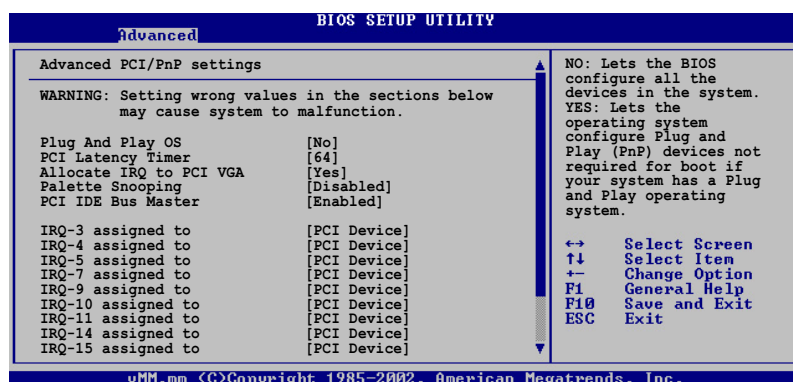 BIOS SETUP UTILITY
Advanced
Advanced PCI/PnP settings
WARNING: Setting wrong values in the sections below
may cause system to malfunction.
Plug And Play OS [No]
PCI Latency Timer [64]
Allocate IRQ to PCI VGA [Yes]
Palette Snooping [Disabled]
PCI IDE Bus Master [Enabled]
IRQ-3 assigned to [PCI Device]
IRQ-4 assigned to [PCI Device]
IRQ-5 assigned to [PCI Device]
IRQ-7 assigned to [PCI Device]
IRQ-9 assigned to [PCI Device]
IRQ-10 assigned to [PCI Device]
IRQ-11 assigned to [PCI Device]
IRQ-14 assigned to [PCI Device]
IRQ-15 assigned to [PCI Device]
NO: Lets the BIOS
configure all the
devices in the system.
YES: Lets the
operating system
configure Plug and
Play (PnP) devices not
required for boot if
your system has a Plug
and Play operating
system.
↔ Select Screen
↑↓ Select Item
+- Change Option
F1 General Help
F10 Save and Exit
ESC Exit
vMM.mm (C)Copyright 1985-2002, American Megatrends, Inc.